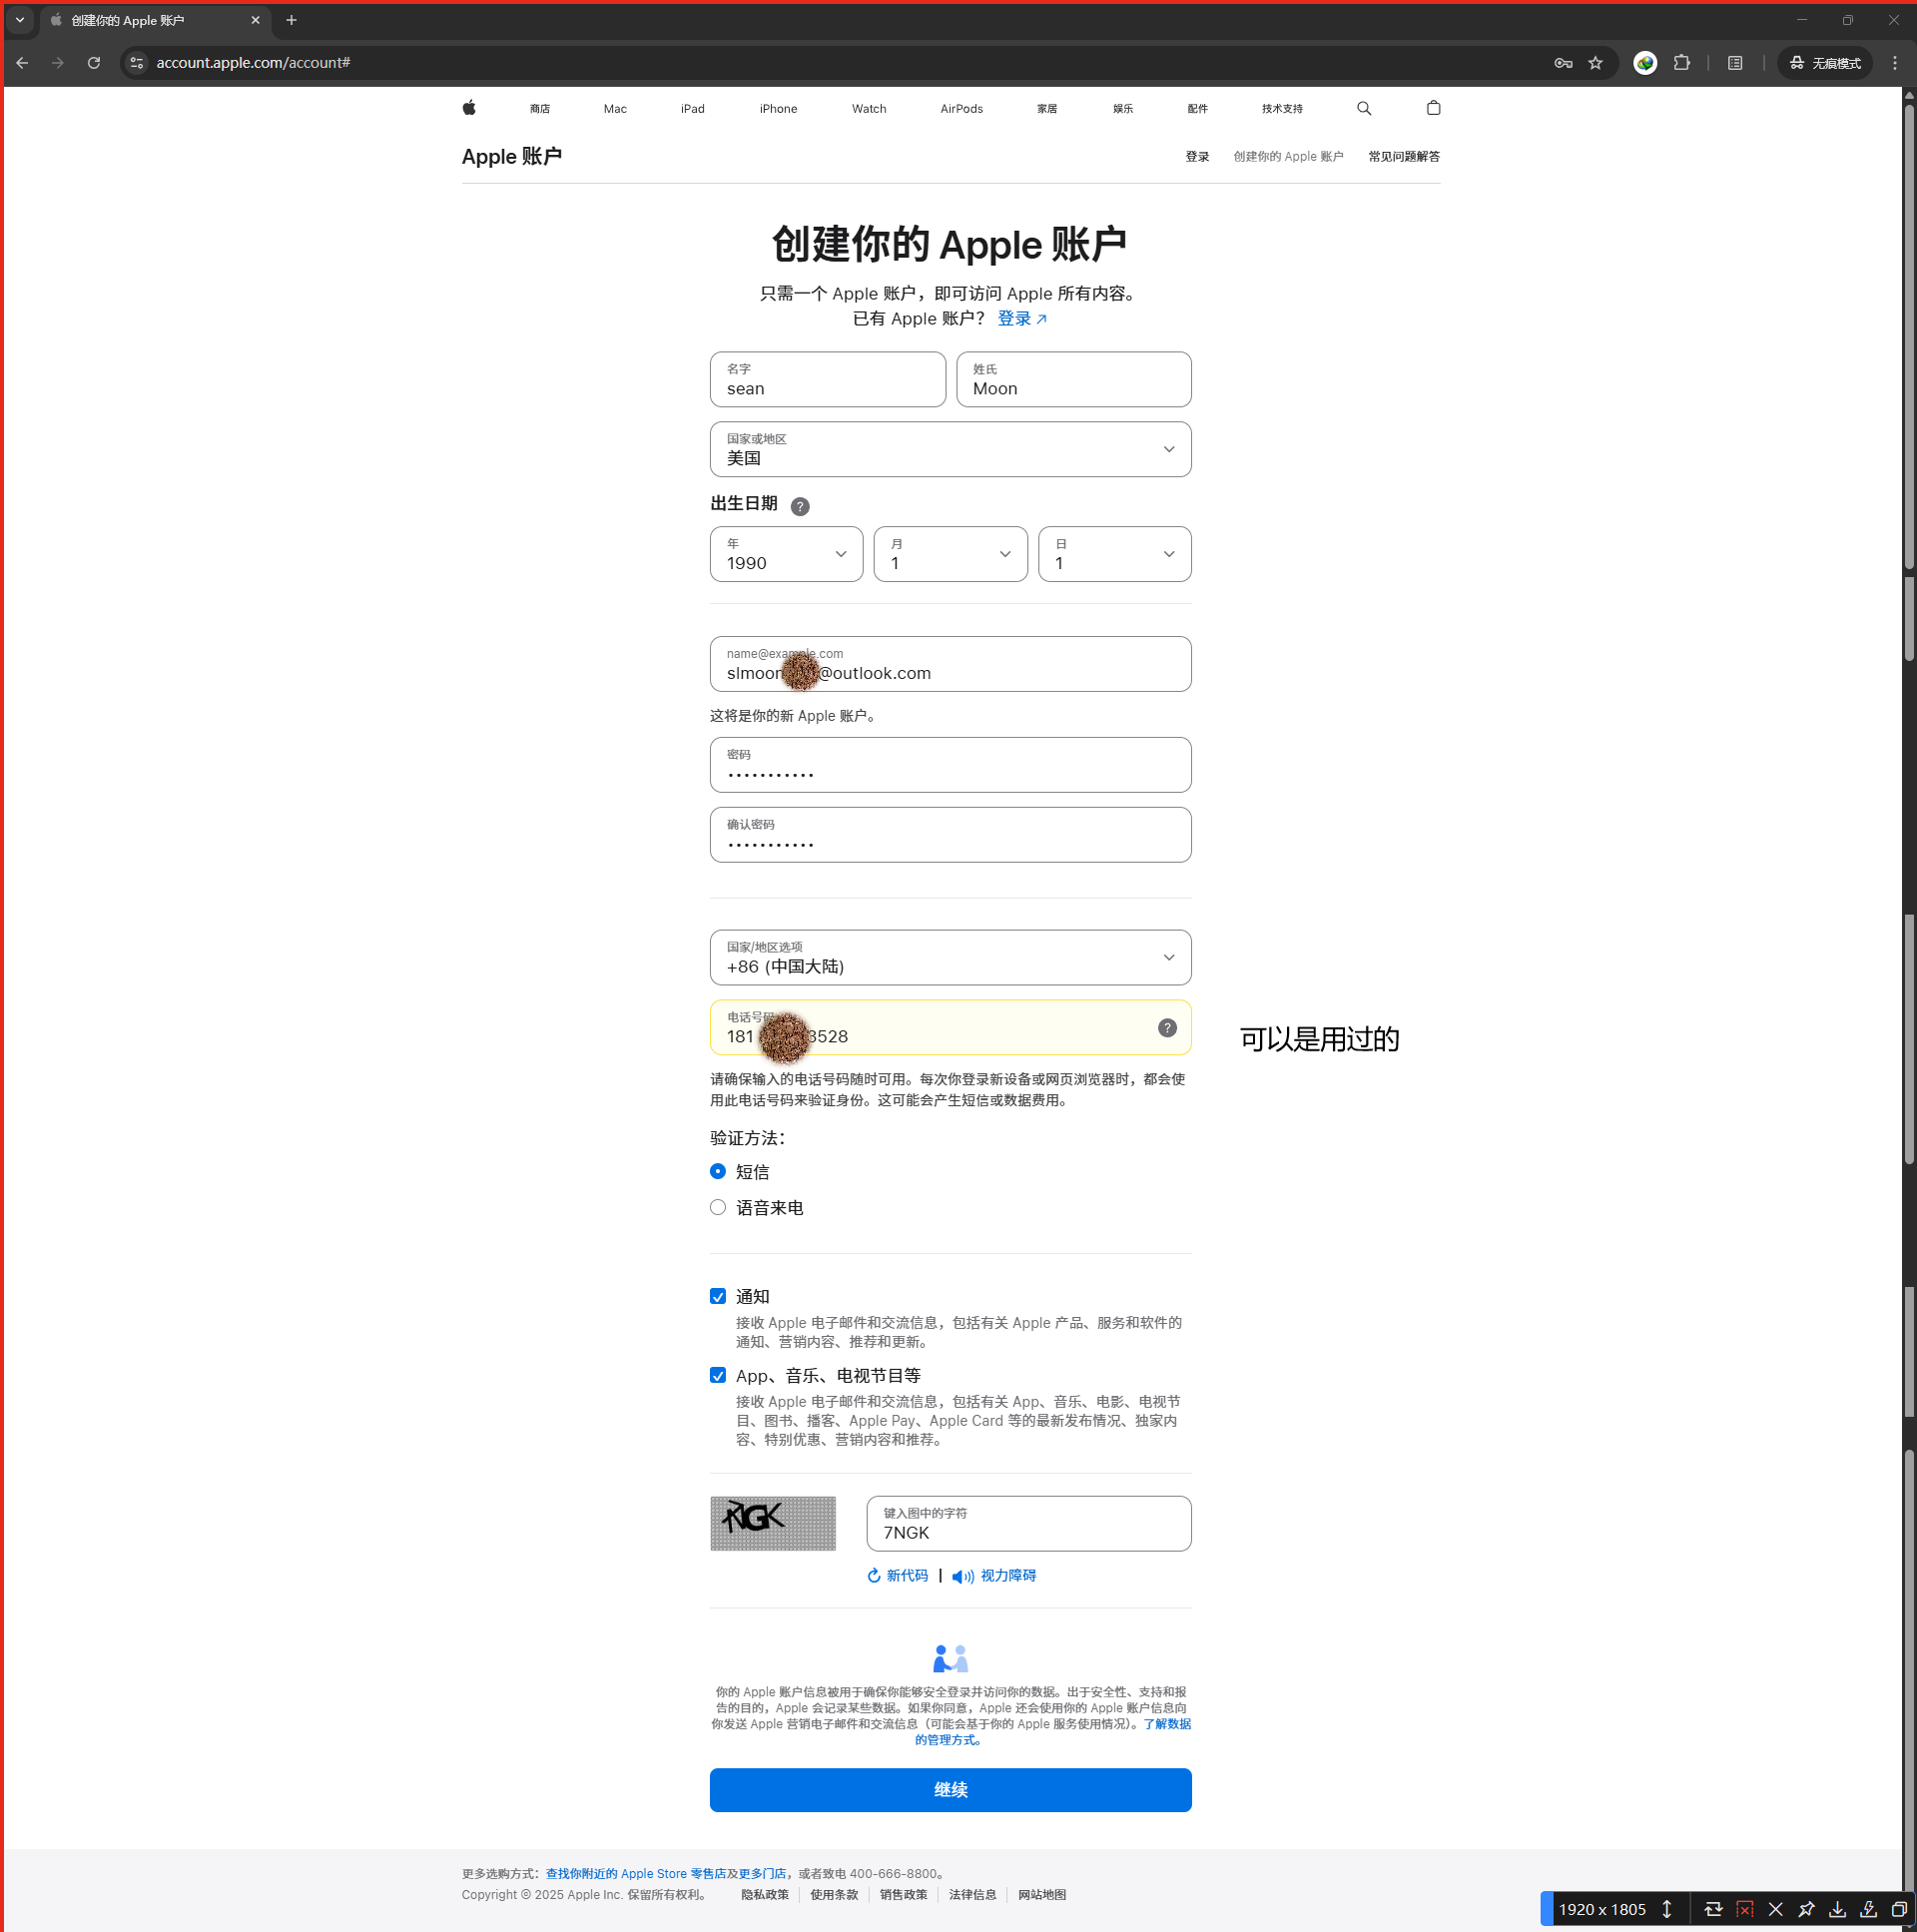 创建你的 Apple 账户
account.apple.com/account#
无痕模式
商店 Mac iPad iPhone Watch AirPods 家居 娱乐 配件 技术支持
Apple 账户
登录 创建你的 Apple 账户 常见问题解答
创建你的 Apple 账户
只需一个 Apple 账户，即可访问 Apple 所有内容。
已有 Apple 账户？ 登录
名字 姓氏
sean Moon
国家或地区
美国
出生日期 ?
年 月 日
1990 1 1
name@example.com
slmoon @outlook.com
这将是你的新 Apple 账户。
密码
•••••••••••
确认密码
•••••••••••
国家/地区选项
+86 (中国大陆)
电话号码
181 3528 ?
可以是用过的
请确保输入的电话号码随时可用。每次你登录新设备或网页浏览器时，都会使
用此电话号码来验证身份。这可能会产生短信或数据费用。
验证方法：
短信
语音来电
通知
接收 Apple 电子邮件和交流信息，包括有关 Apple 产品、服务和软件的
通知、营销内容、推荐和更新。
App、音乐、电视节目等
接收 Apple 电子邮件和交流信息，包括有关 App、音乐、电影、电视节
目、图书、播客、Apple Pay、Apple Card 等的最新发布情况、独家内
容、特别优惠、营销内容和推荐。
7NGK
键入图中的字符
7NGK
新代码 | 视力障碍
你的 Apple 账户信息被用于确保你能够安全登录并访问你的数据。出于安全性、支持和报
告的目的，Apple 会记录某些数据。如果你同意，Apple 还会使用你的 Apple 账户信息向
你发送 Apple 营销电子邮件和交流信息（可能会基于你的 Apple 服务使用情况）。了解数据
的管理方式。
继续
更多选购方式：查找你附近的 Apple Store 零售店及更多门店，或者致电 400-666-8800。
Copyright © 2025 Apple Inc. 保留所有权利。 隐私政策 使用条款 销售政策 法律信息 网站地图
1920 x 1805